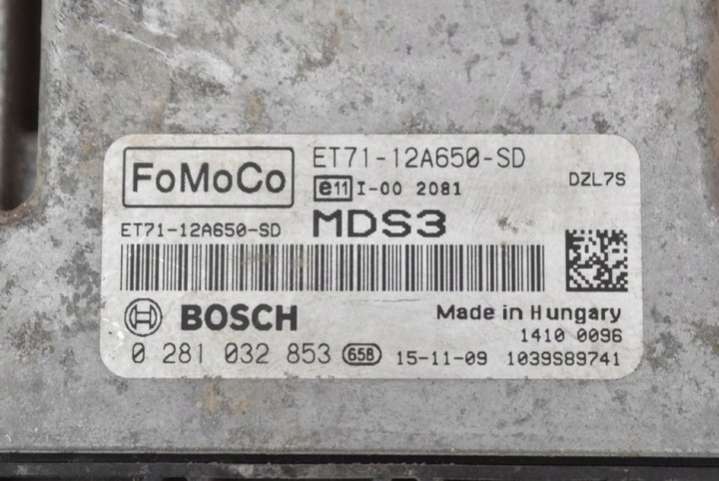 FoMoCo
ET71-12A650-SD
e11 I-00 2081
DZL7S
ET71-12A650-SD
MDS3
BOSCH
Made in Hungary
1410 0096
0 281 032 853 658 15-11-09 1039S89741